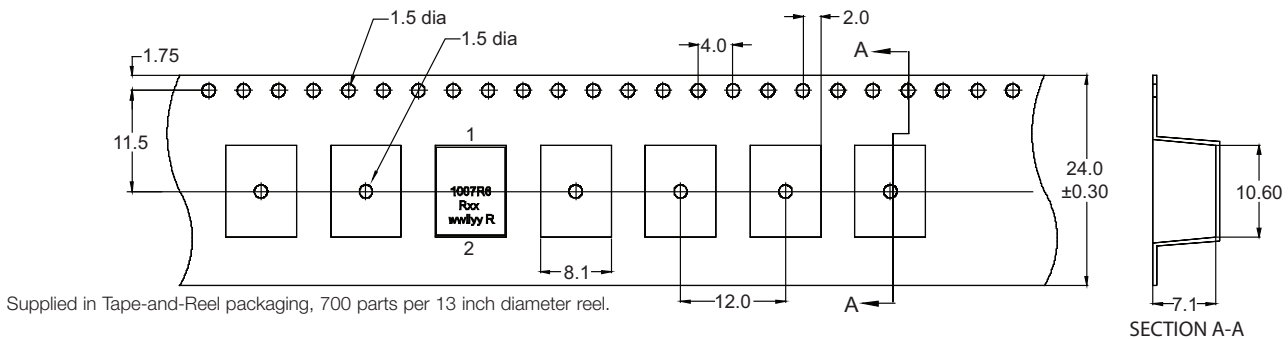 1.5 dia
2.0
1.5 dia
4.0
A
1.75
1
11.5
24.0
±0.30
10.60
1007R6
Rxx
wwllyy R
2
8.1
12.0
A
7.1
Supplied in Tape-and-Reel packaging, 700 parts per 13 inch diameter reel.
SECTION A-A